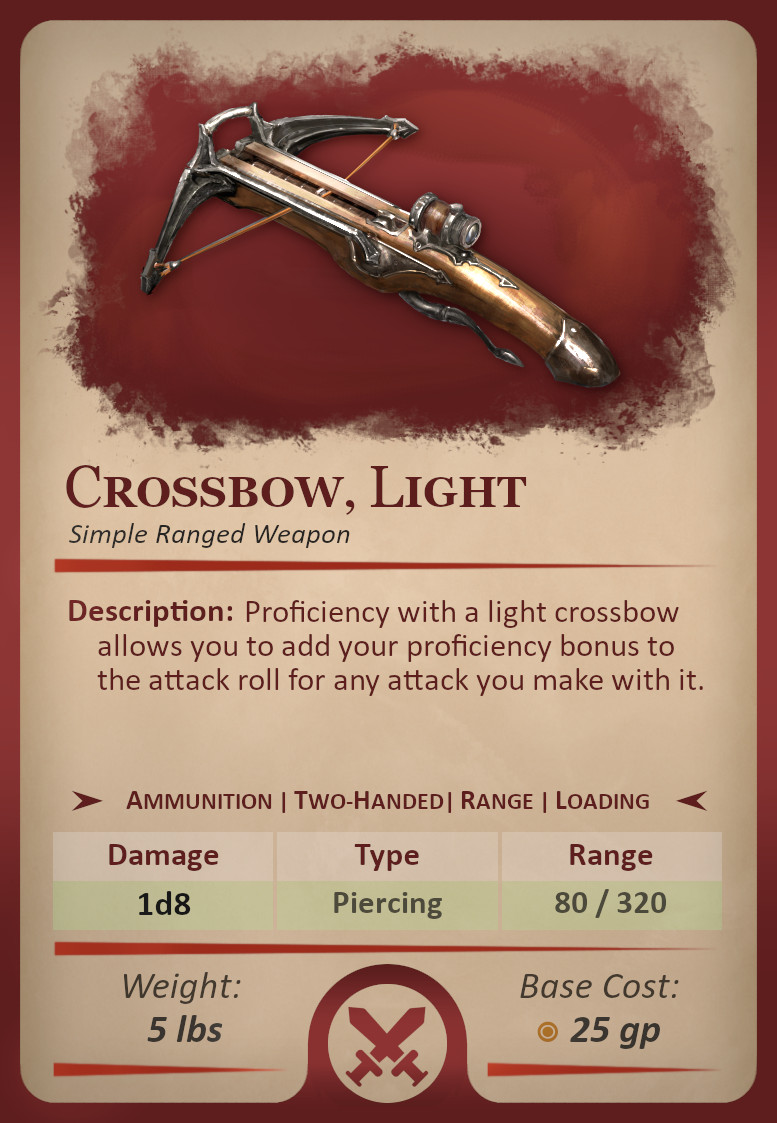 Crossbow, Light
Simple Ranged Weapon
Description: Proficiency with a light crossbow
allows you to add your proficiency bonus to
the attack roll for any attack you make with it.
Ammunition | Two-Handed| Range | Loading
Damage Type Range
1d8 Piercing 80 / 320
Weight: Base Cost:
5 lbs 25 gp